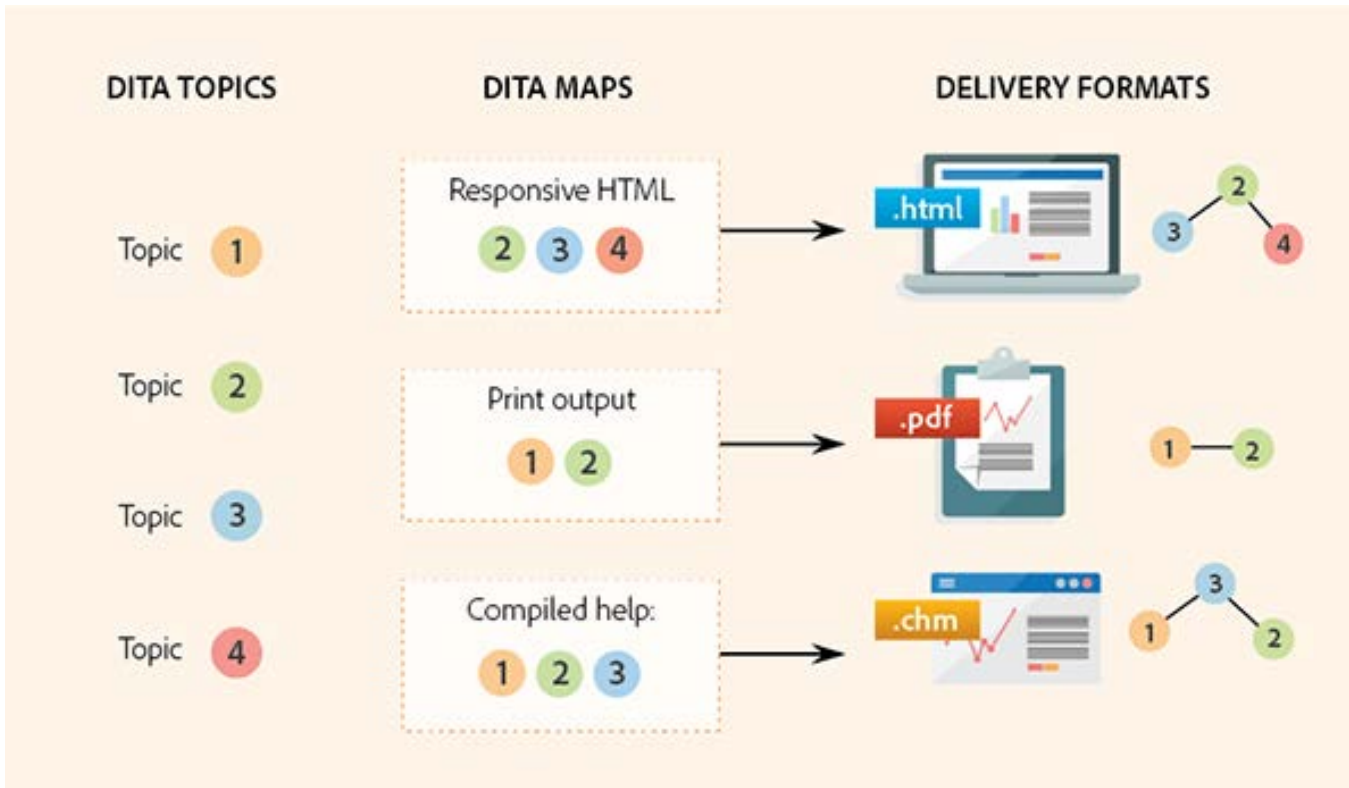 DITA TOPICS
DITA MAPS
DELIVERY FORMATS
Topic 1
Topic 2
Topic 3
Topic 4
Responsive HTML
2 3 4
Print output
1 2
Compiled help:
1 2 3
.html
2
3
4
.pdf
1 2
.chm
3
1
2